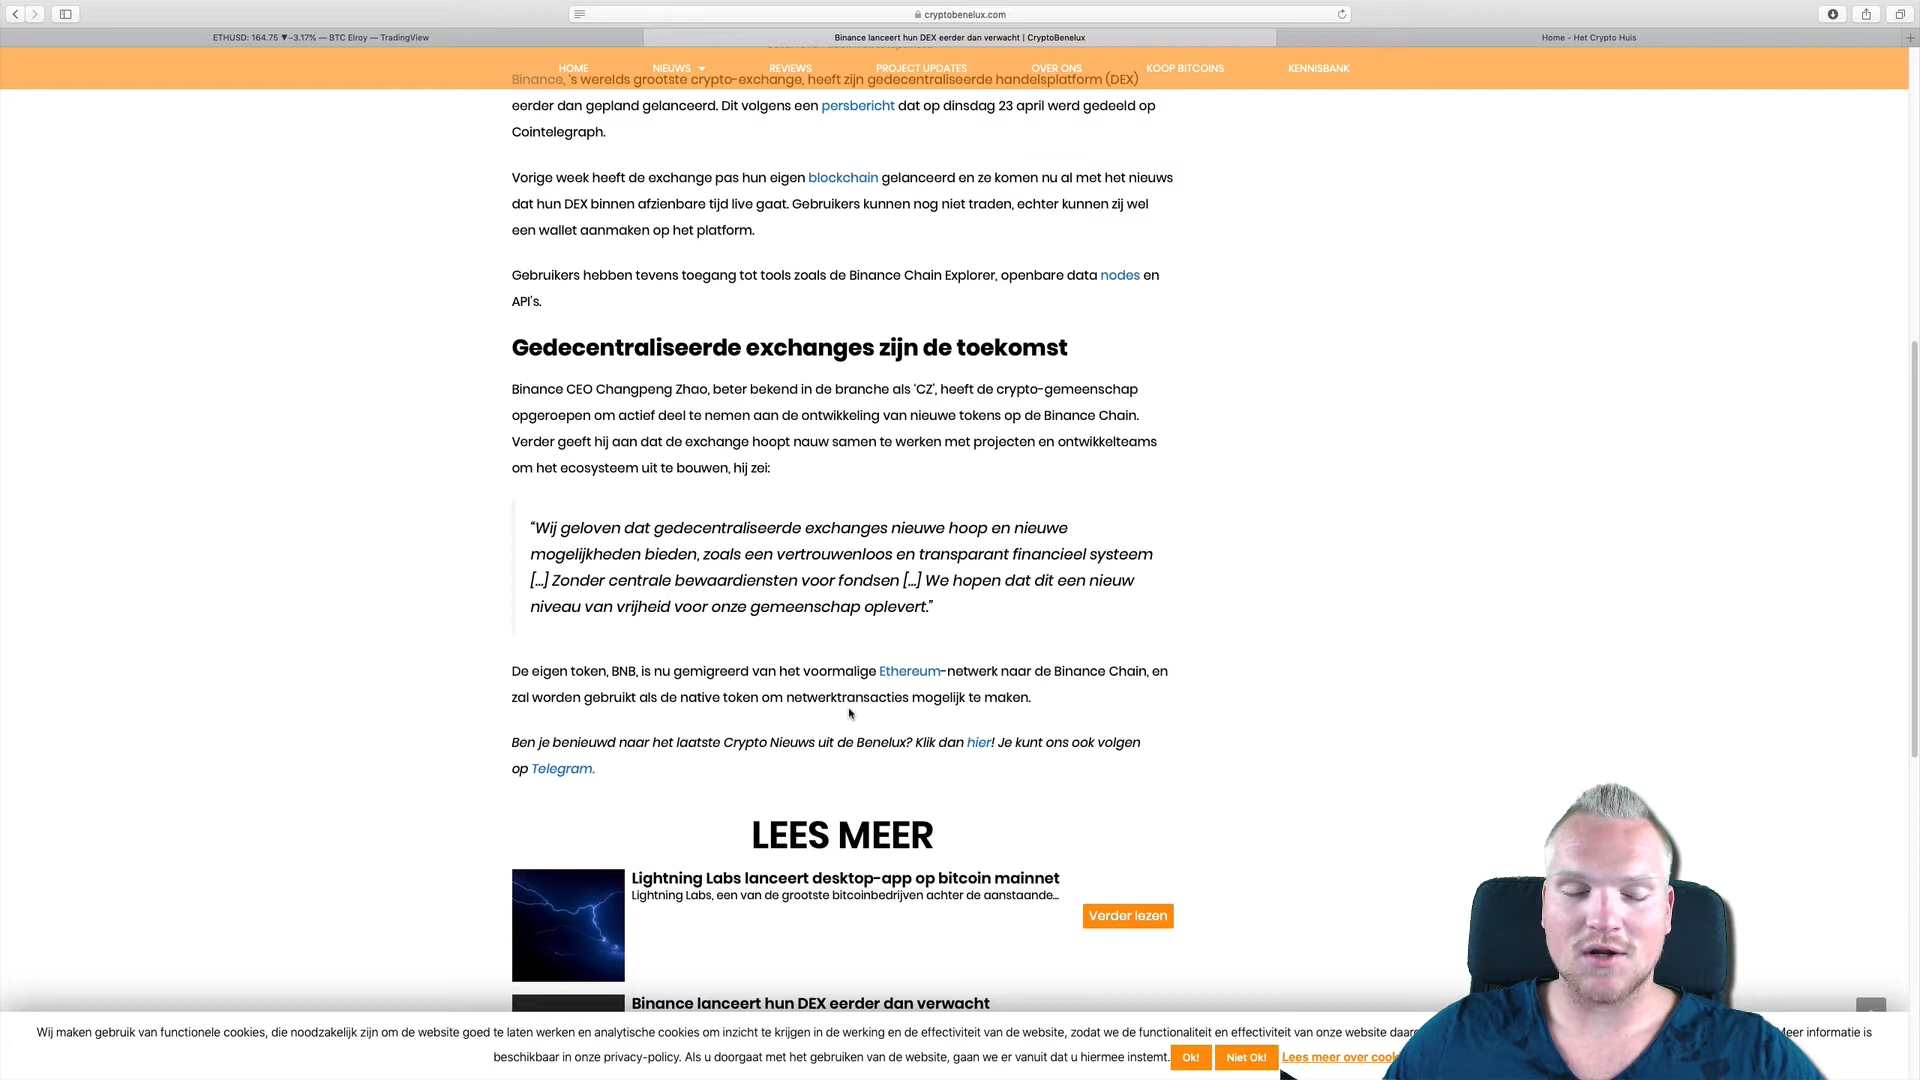 cryptobenelux.com
ETHUSD: 164.75 ▼−3.17% — BTC Elroy — TradingView
Binance lanceert hun DEX eerder dan verwacht | CryptoBenelux
Home - Het Crypto Huis
HOME NIEUWS REVIEWS PROJECT UPDATES OVER ONS KOOP BITCOINS KENNISBANK
Binance, 's werelds grootste crypto-exchange, heeft zijn gedecentraliseerde handelsplatform (DEX)
eerder dan gepland gelanceerd. Dit volgens een persbericht dat op dinsdag 23 april werd gedeeld op
Cointelegraph.
Vorige week heeft de exchange pas hun eigen blockchain gelanceerd en ze komen nu al met het nieuws
dat hun DEX binnen afzienbare tijd live gaat. Gebruikers kunnen nog niet traden, echter kunnen zij wel
een wallet aanmaken op het platform.
Gebruikers hebben tevens toegang tot tools zoals de Binance Chain Explorer, openbare data nodes en
API's.
Gedecentraliseerde exchanges zijn de toekomst
Binance CEO Changpeng Zhao, beter bekend in de branche als 'CZ', heeft de crypto-gemeenschap
opgeroepen om actief deel te nemen aan de ontwikkeling van nieuwe tokens op de Binance Chain.
Verder geeft hij aan dat de exchange hoopt nauw samen te werken met projecten en ontwikkelteams
om het ecosysteem uit te bouwen, hij zei:
“Wij geloven dat gedecentraliseerde exchanges nieuwe hoop en nieuwe
mogelijkheden bieden, zoals een vertrouwenloos en transparant financieel systeem
[...] Zonder centrale bewaardiensten voor fondsen [...] We hopen dat dit een nieuw
niveau van vrijheid voor onze gemeenschap oplevert.”
De eigen token, BNB, is nu gemigreerd van het voormalige Ethereum-netwerk naar de Binance Chain, en
zal worden gebruikt als de native token om netwerktransacties mogelijk te maken.
Ben je benieuwd naar het laatste Crypto Nieuws uit de Benelux? Klik dan hier! Je kunt ons ook volgen
op Telegram.
LEES MEER
Lightning Labs lanceert desktop-app op bitcoin mainnet
Lightning Labs, een van de grootste bitcoinbedrijven achter de aanstaande...
Verder lezen
Binance lanceert hun DEX eerder dan verwacht
Wij maken gebruik van functionele cookies, die noodzakelijk zijn om de website goed te laten werken en analytische cookies om inzicht te krijgen in de werking en de effectiviteit van de website, zodat we de functionaliteit en effectiviteit van onze website Meer informatie is
beschikbaar in onze privacy-policy. Als u doorgaat met het gebruiken van de website, gaan we er vanuit dat u hiermee instemt. Ok! Niet Ok! Lees meer over